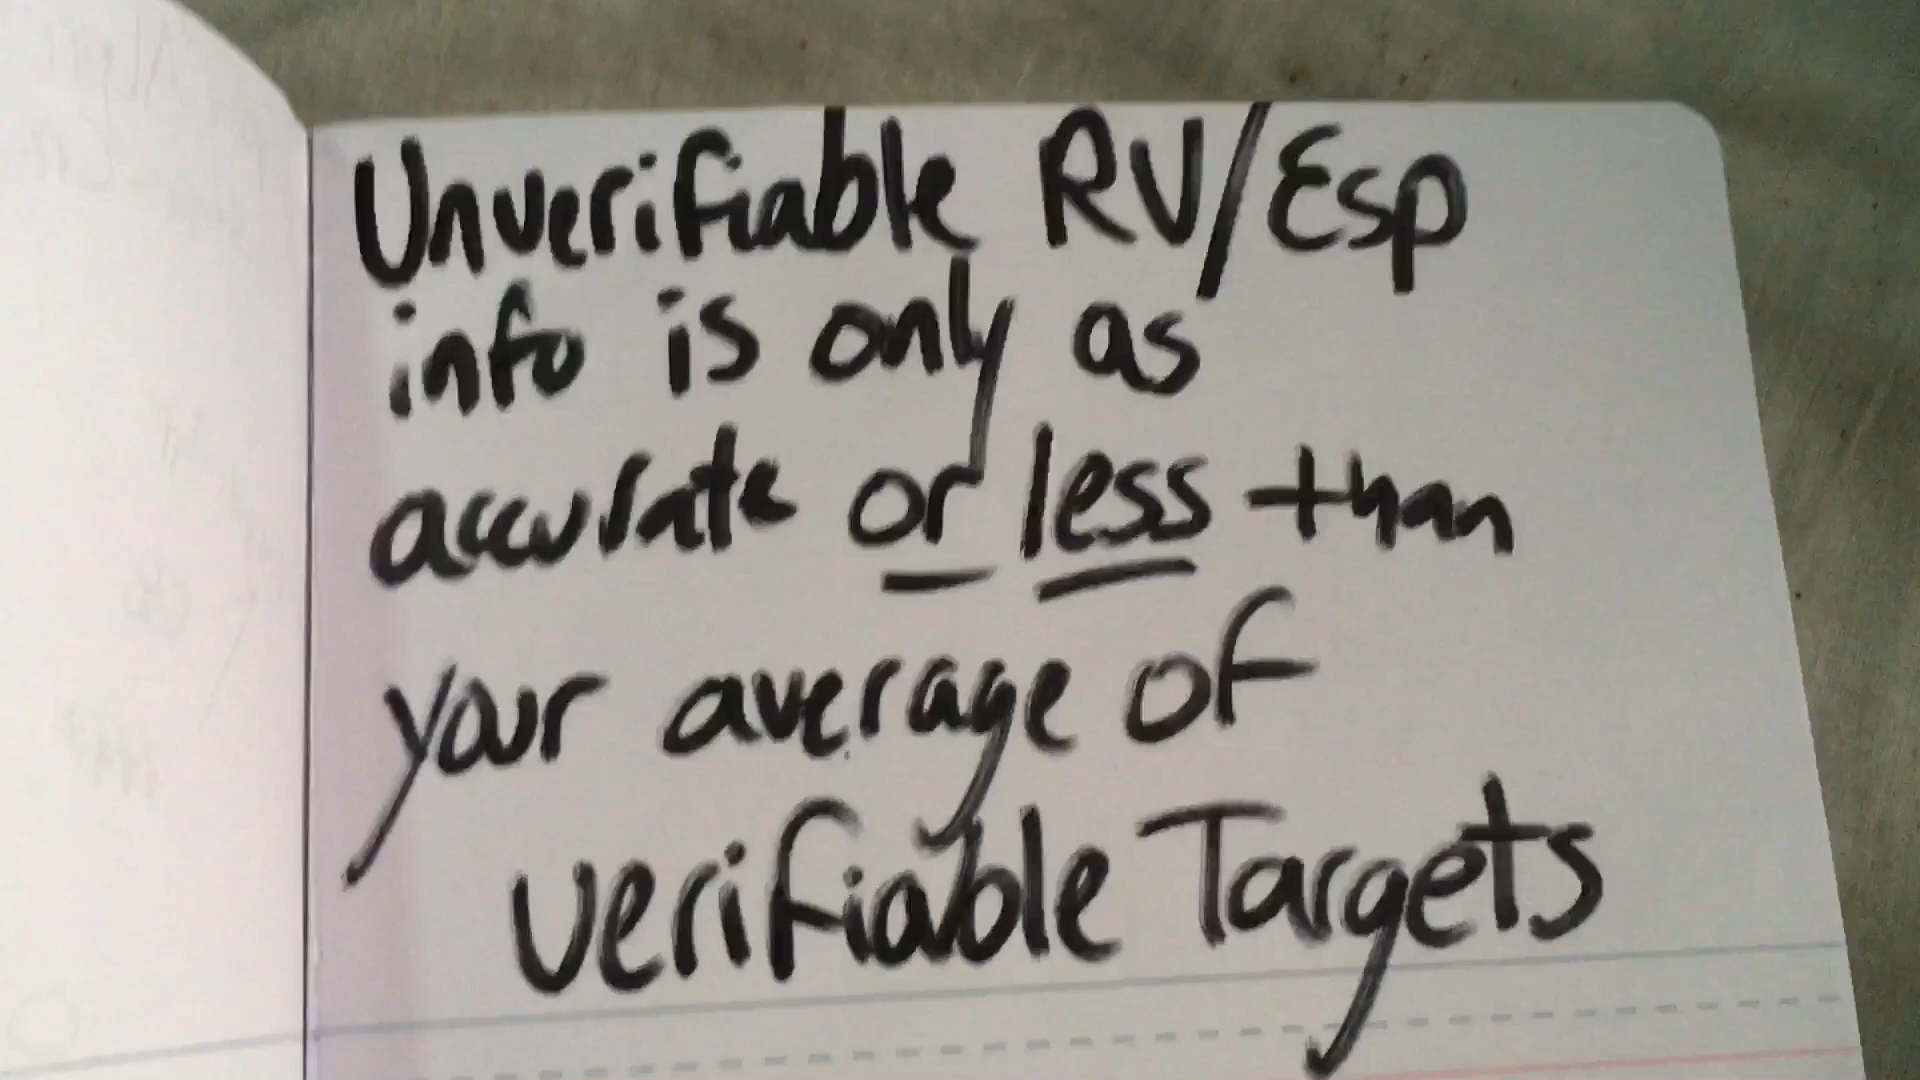 Unverifiable RV/Esp
info is only as
accurate or less than
your average of
verifiable Targets